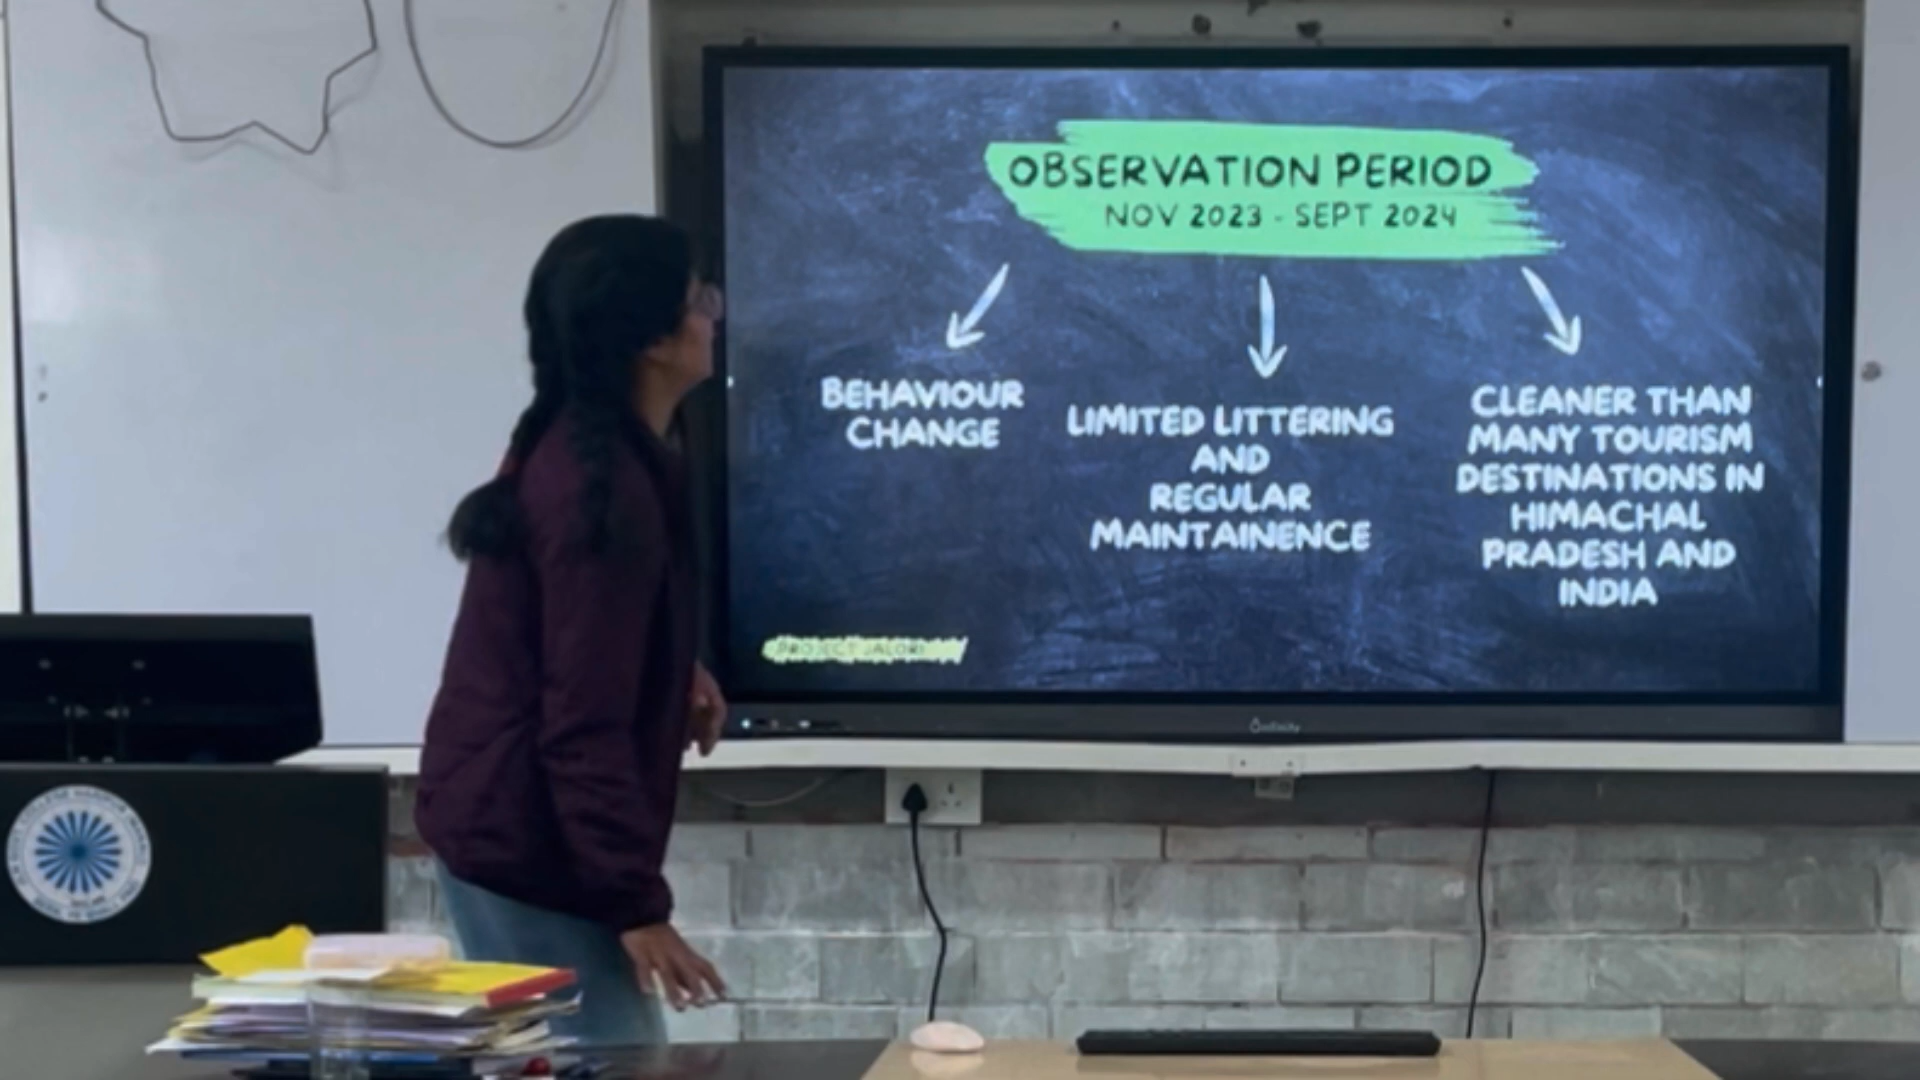 OBSERVATION PERIOD
NOV 2023 - SEPT 2024
BEHAVIOUR
CHANGE
LIMITED LITTERING
AND
REGULAR
MAINTAINENCE
CLEANER THAN
MANY TOURISM
DESTINATIONS IN
HIMACHAL
PRADESH AND
INDIA
PROJECT JALORI